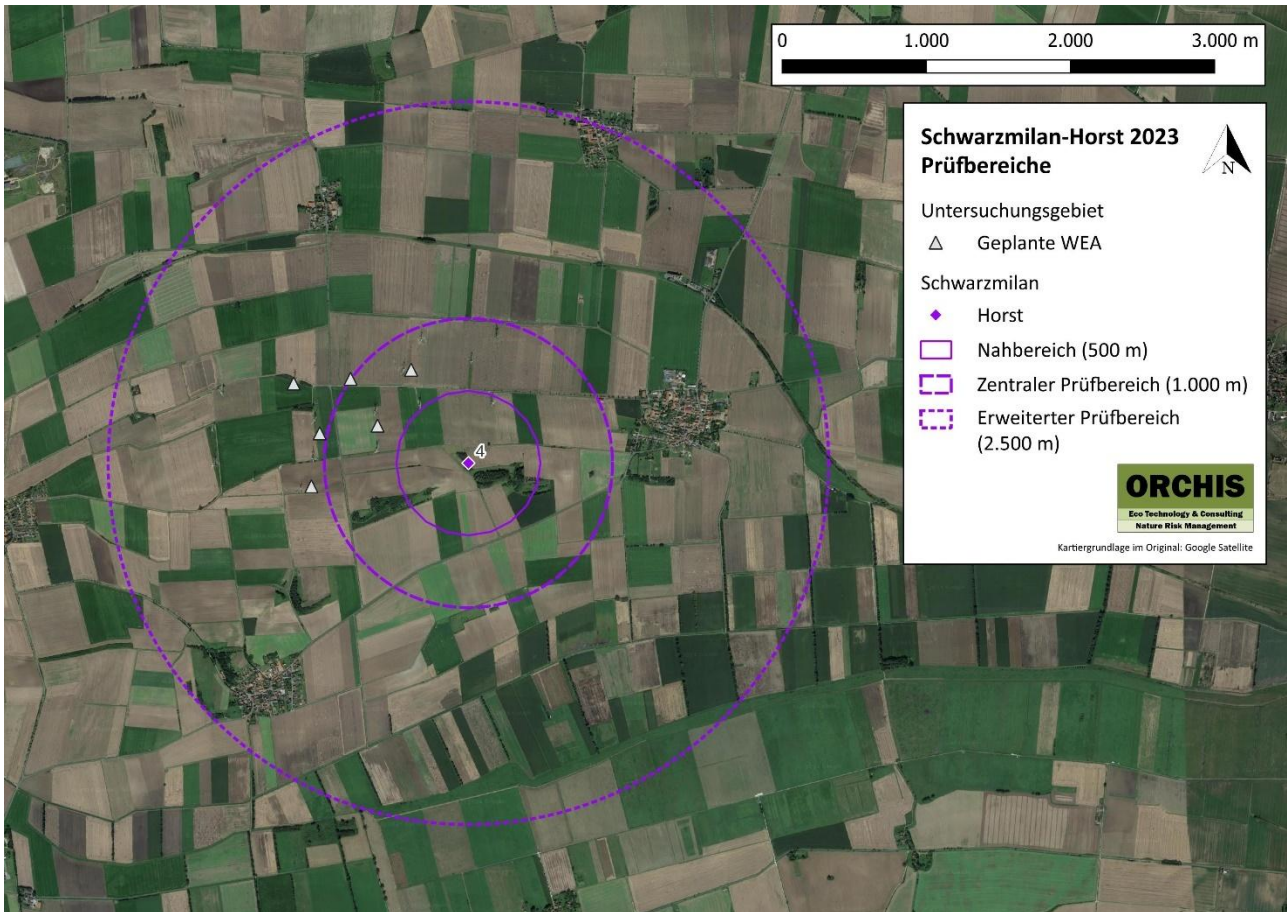 0 1.000 2.000 3.000 m
Schwarzmilan-Horst 2023
Prüfbereiche
N
Untersuchungsgebiet
Geplante WEA
Schwarzmilan
Horst
Nahbereich (500 m)
Zentraler Prüfbereich (1.000 m)
Erweiterter Prüfbereich
(2.500 m)
4
ORCHIS
Eco Technology & Consulting
Nature Risk Management
Kartiergrundlage im Original: Google Satellite